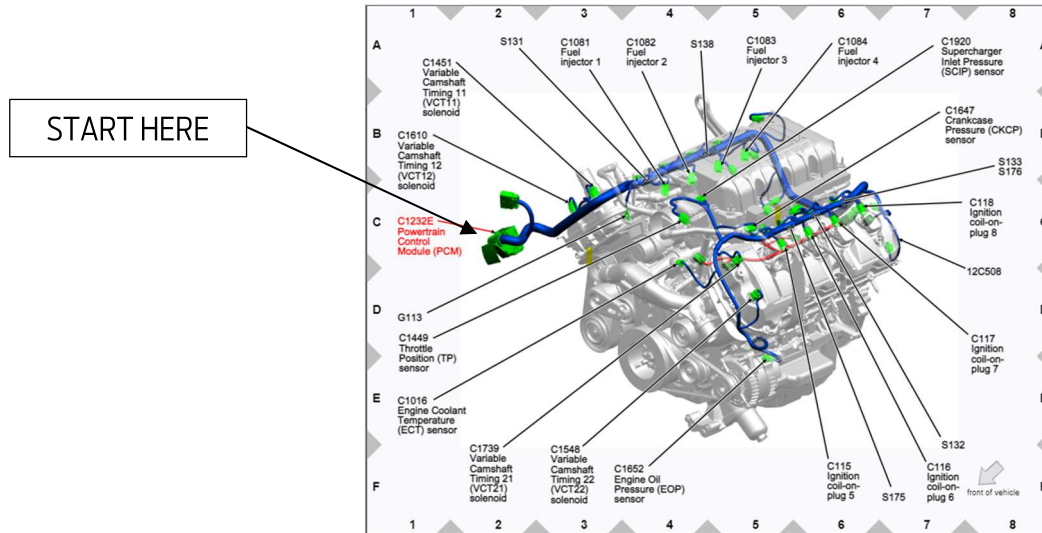 START HERE
1 2 3 4 5 6 7 8
A
S131
C1081
Fuel
injector 1
C1082
Fuel
injector 2
S138
C1083
Fuel
injector 3
C1084
Fuel
injector 4
C1920
Supercharger
Inlet Pressure
(SCIP) sensor
C1451
Variable
Camshaft
Timing 11
(VCT11)
solenoid
B
C1610
Variable
Camshaft
Timing 12
(VCT12)
solenoid
C1647
Crankcase
Pressure (CKCP)
sensor
S133
S176
C
C1232E
Powertrain
Control
Module (PCM)
C118
Ignition
coil-on-
plug 8
12C508
D
G113
C1449
Throttle
Position (TP)
sensor
C117
Ignition
coil-on-
plug 7
E
C1016
Engine Coolant
Temperature
(ECT) sensor
S132
F
C1739
Variable
Camshaft
Timing 21
(VCT21)
solenoid
C1548
Variable
Camshaft
Timing 22
(VCT22)
solenoid
C1652
Engine Oil
Pressure (EOP)
sensor
C115
Ignition
coil-on-
plug 5
S175
C116
Ignition
coil-on-
plug 6
front of vehicle
1 2 3 4 5 6 7 8